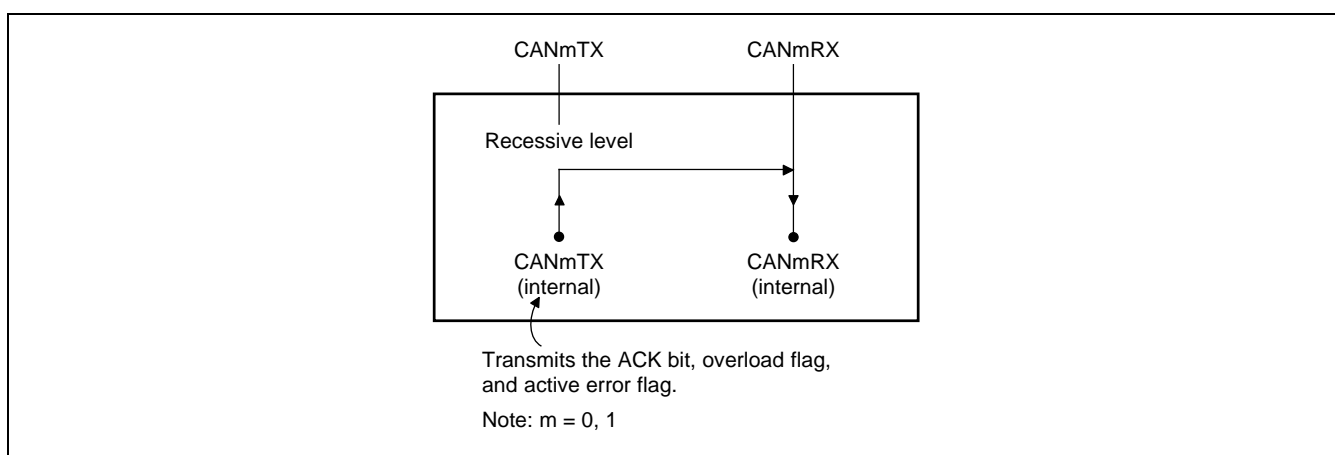 CANmTX
CANmRX
Recessive level
CANmTX
(internal)
CANmRX
(internal)
Transmits the ACK bit, overload flag,
and active error flag.
Note: m = 0, 1